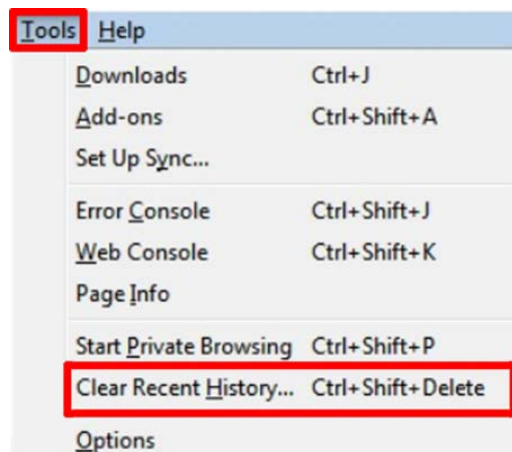 Tools Help
Downloads Ctrl+J
Add-ons Ctrl+Shift+A
Set Up Sync...
Error Console Ctrl+Shift+J
Web Console Ctrl+Shift+K
Page Info
Start Private Browsing Ctrl+Shift+P
Clear Recent History... Ctrl+Shift+Delete
Options